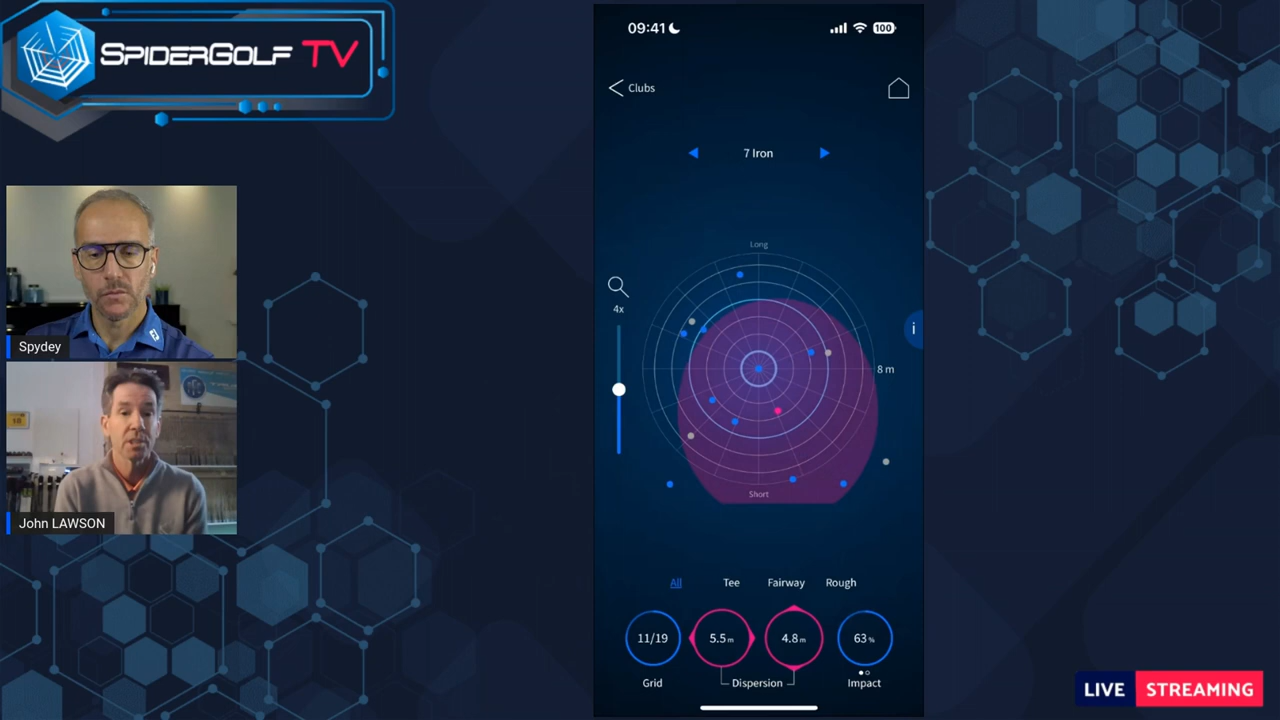 SPIDERGOLF TV
Spydey
John LAWSON
09:41
100
Clubs
7 Iron
Long
4x
i
8 m
Short
All Tee Fairway Rough
11/19 5.5 m 4.8 m 63 %
Grid Dispersion Impact
LIVE STREAMING